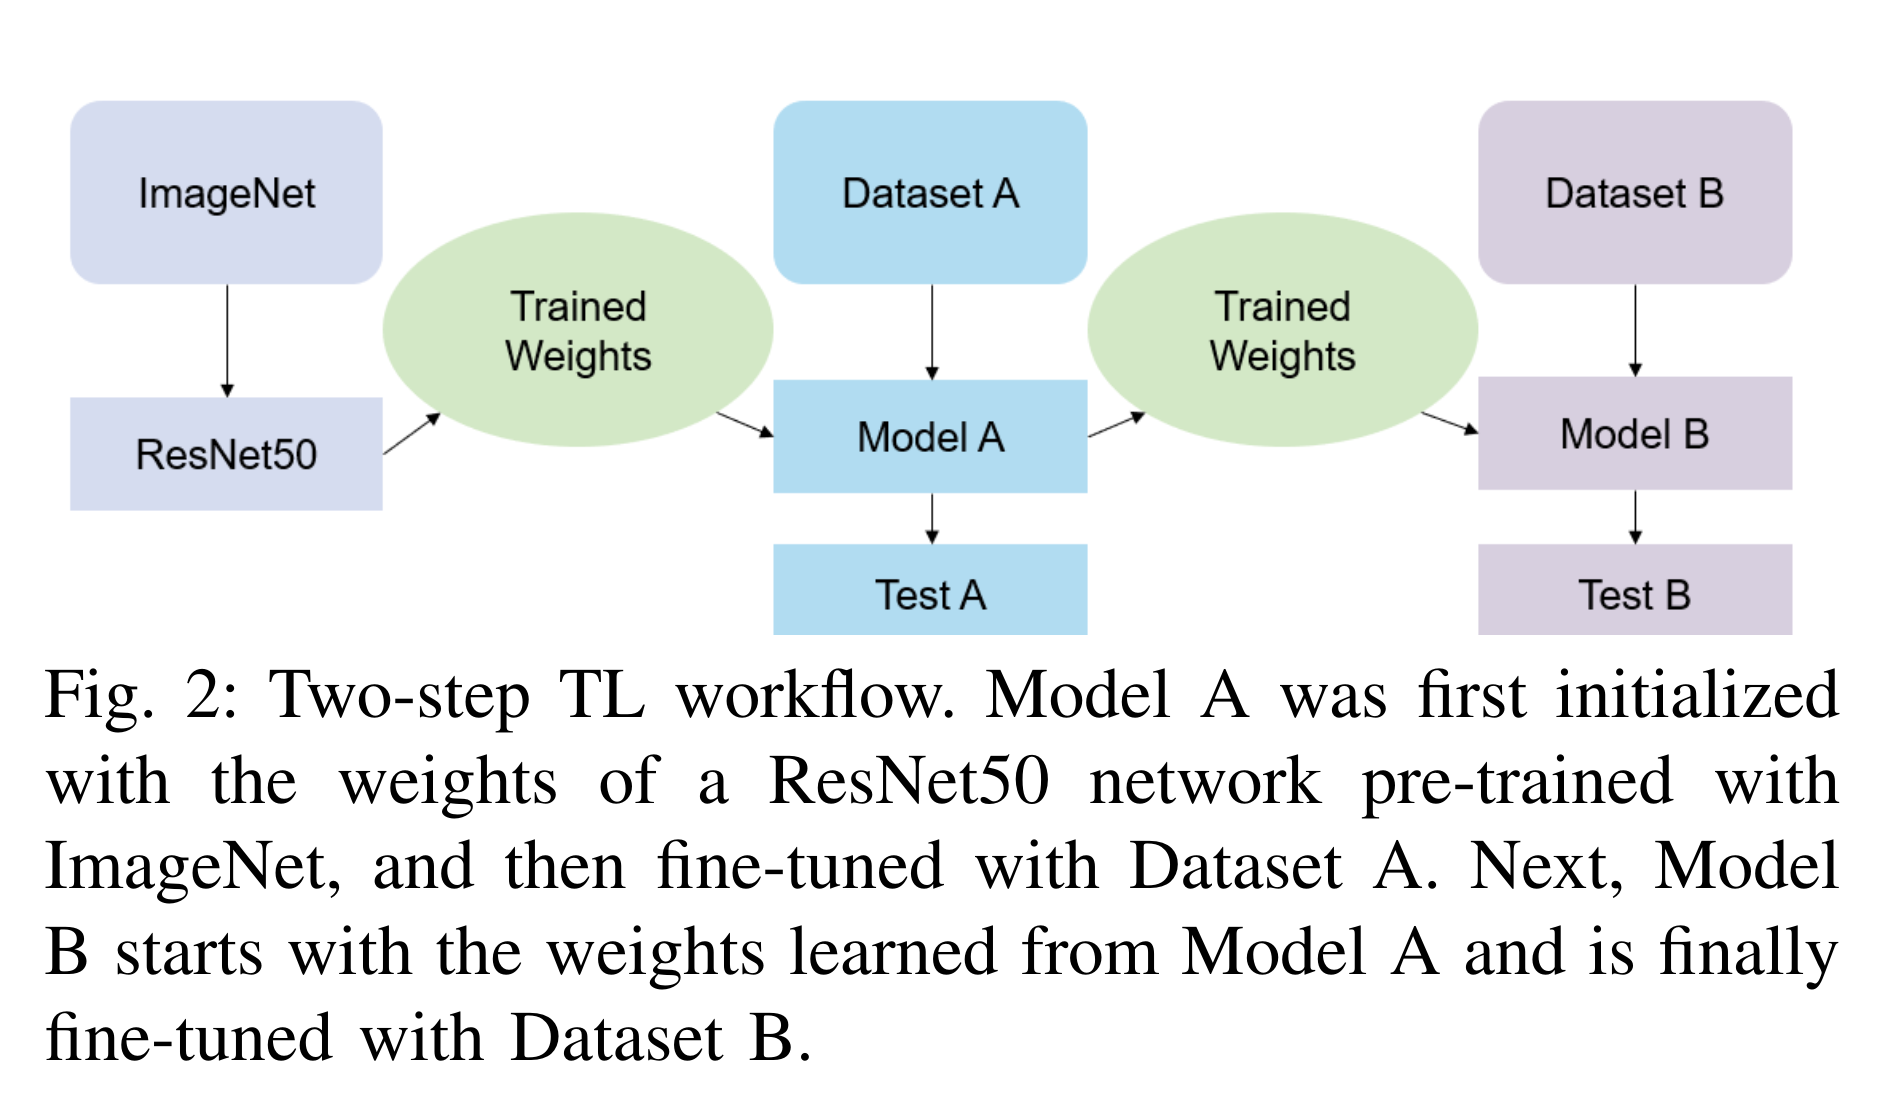 ImageNet
Dataset A
Dataset B
Trained
Weights
Trained
Weights
ResNet50
Model A
Model B
Test A
Test B
Fig. 2: Two-step TL workflow. Model A was first initialized
with the weights of a ResNet50 network pre-trained with
ImageNet, and then fine-tuned with Dataset A. Next, Model
B starts with the weights learned from Model A and is finally
fine-tuned with Dataset B.